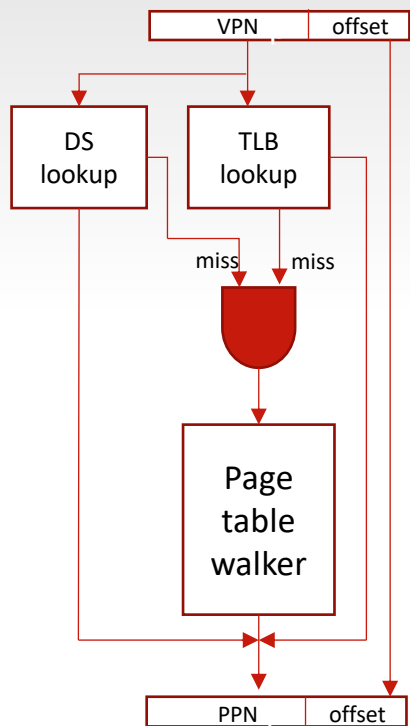 VPN offset
DS
lookup
TLB
lookup
miss miss
Page
table
walker
PPN offset